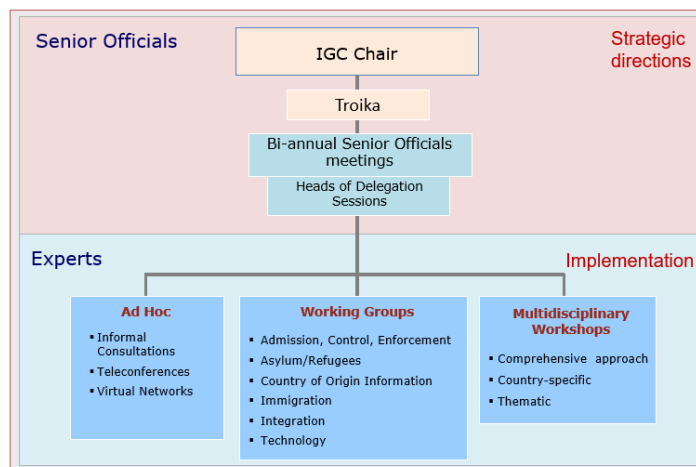 Senior Officials
Strategic
directions
IGC Chair
Troika
Bi-annual Senior Officials
meetings
Heads of Delegation
Sessions
Experts
Implementation
Ad Hoc
▪ Informal
Consultations
▪ Teleconferences
▪ Virtual Networks
Working Groups
▪ Admission, Control, Enforcement
▪ Asylum/Refugees
▪ Country of Origin Information
▪ Immigration
▪ Integration
▪ Technology
Multidisciplinary
Workshops
▪ Comprehensive approach
▪ Country-specific
▪ Thematic